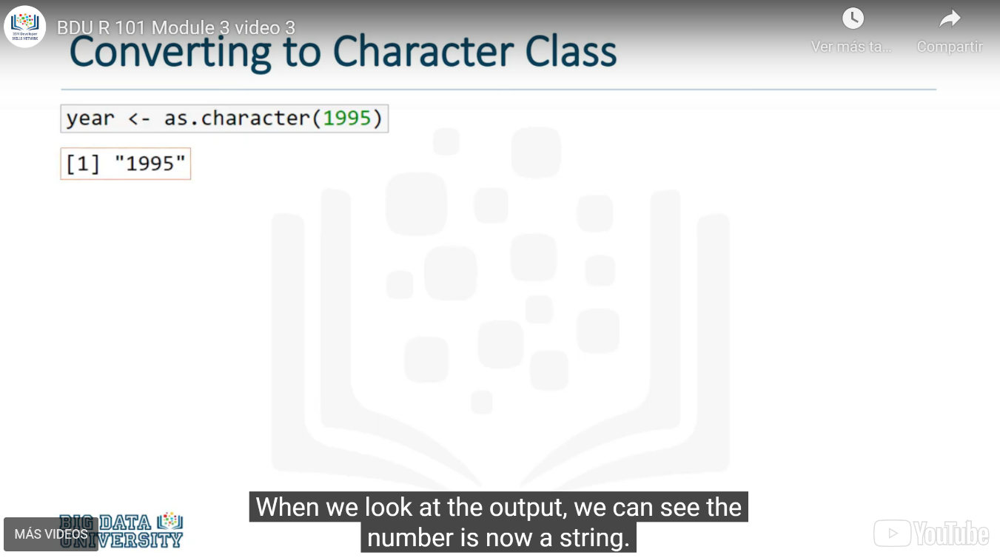 BDU R 101 Module 3 video 3
Ver más ta...
Compartir
Converting to Character Class
year <- as.character(1995)
[1] "1995"
When we look at the output, we can see the
number is now a string.
BIG DATA
UNIVERSITY
MÁS VIDEOS
YouTube